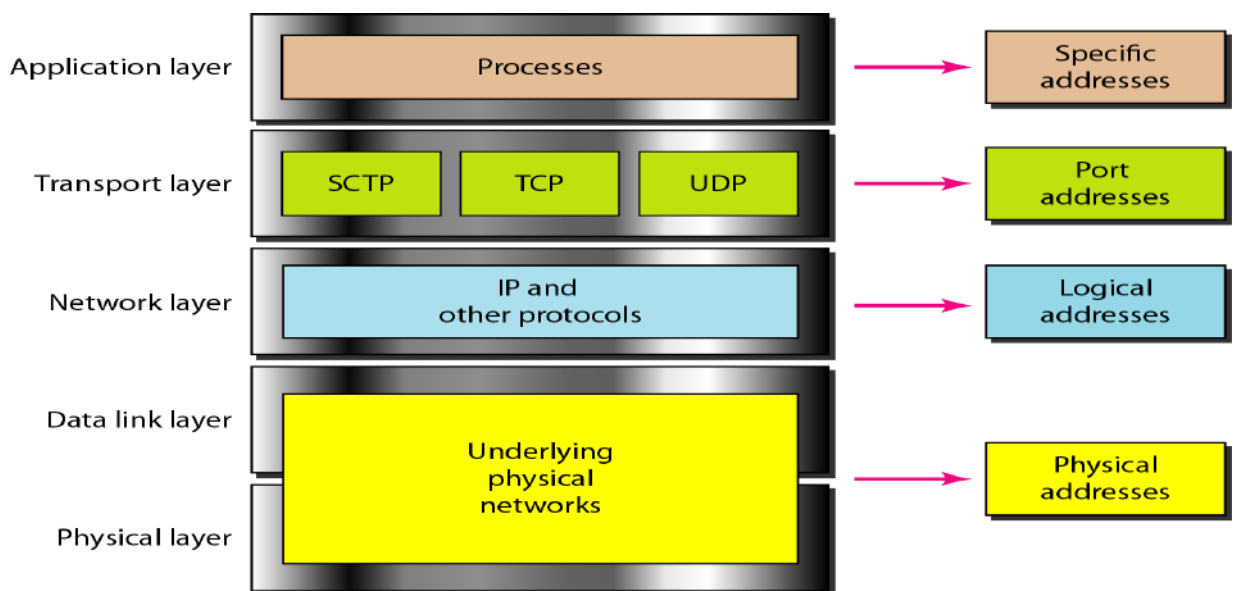 Application layer
Processes
Specific
addresses
Transport layer
SCTP
TCP
UDP
Port
addresses
Network layer
IP and
other protocols
Logical
addresses
Data link layer
Underlying
physical
networks
Physical
addresses
Physical layer